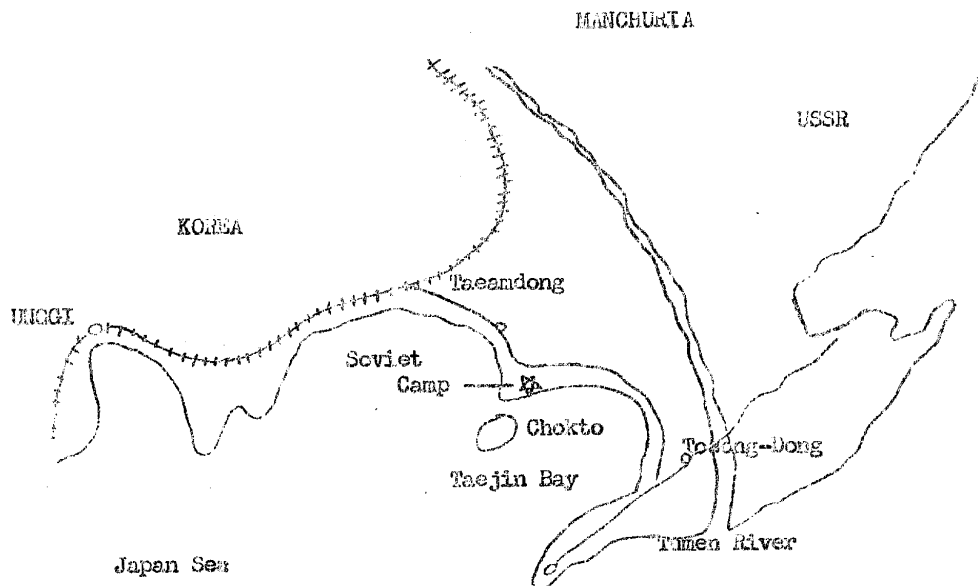 MANCHURIA
USSR
KOREA
Taeamdong
UNGGI
Soviet
Camp
Chokto
Taejin Bay
Tumen River
Japan Sea